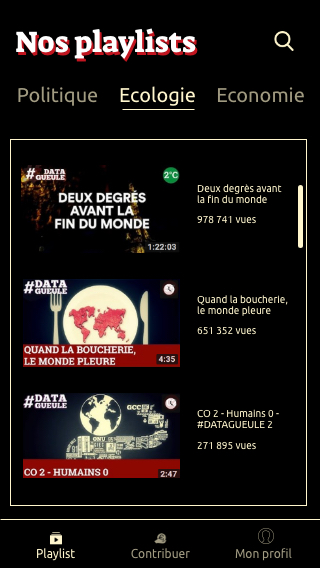 Nos playlists
Politique Ecologie Economie
#DATA
GUEULE
2°C
DEUX DEGRÈS
AVANT LA
FIN DU MONDE
1:22:03
Deux degrès avant
la fin du monde
978 741 vues
#DATA
GUEULE
QUAND LA BOUCHERIE,
LE MONDE PLEURE
4:35
Quand la boucherie,
le monde pleure
651 352 vues
#DATA
GUEULE
GCC
GNU
CO 2 - HUMAINS 0
2:47
CO 2 - Humains 0 -
#DATAGUEULE 2
271 895 vues
Playlist Contribuer Mon profil